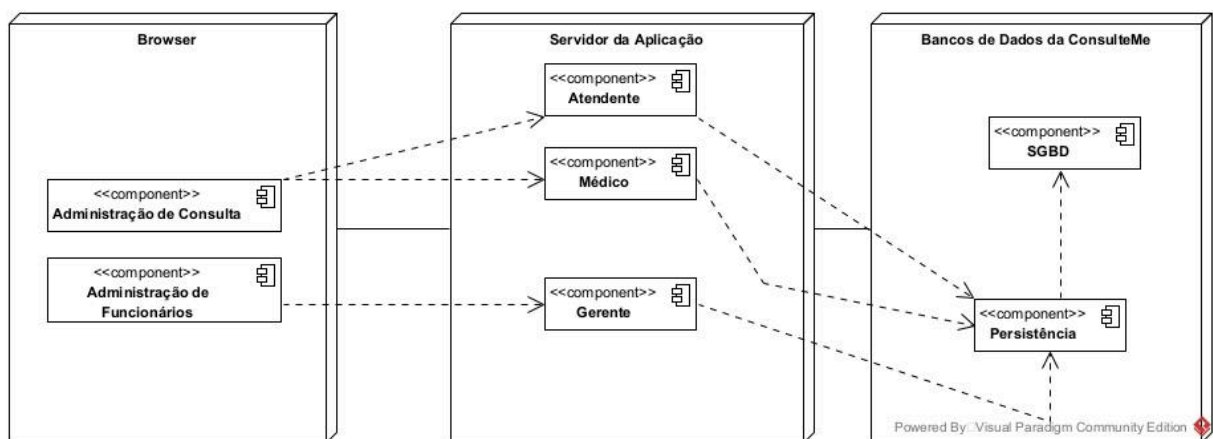 Browser
<<component>>
Administração de Consulta
<<component>>
Administração de
Funcionários
Servidor da Aplicação
<<component>>
Atendente
<<component>>
Médico
<<component>>
Gerente
Bancos de Dados da ConsulteMe
<<component>>
SGBD
<<component>>
Persistência
Powered By Visual Paradigm Community Edition